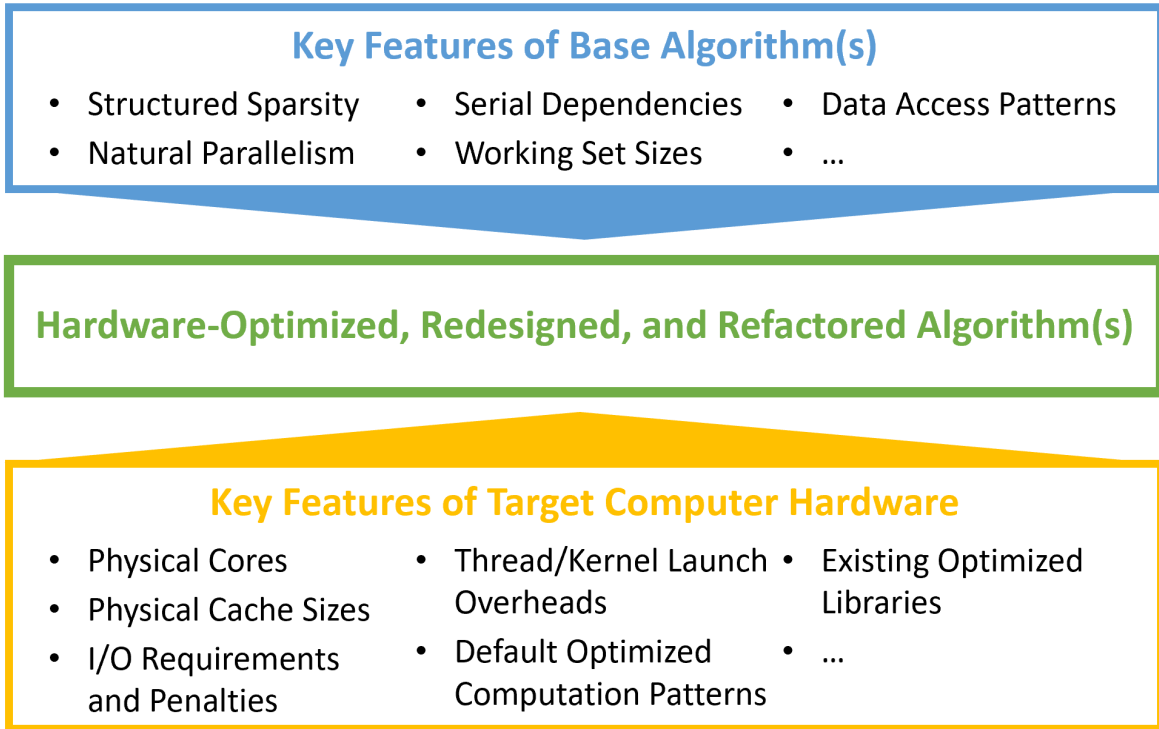 Key Features of Base Algorithm(s)
• Structured Sparsity
• Natural Parallelism
• Serial Dependencies
• Working Set Sizes
• Data Access Patterns
• ...
Hardware-Optimized, Redesigned, and Refactored Algorithm(s)
Key Features of Target Computer Hardware
• Physical Cores
• Physical Cache Sizes
• I/O Requirements
and Penalties
• Thread/Kernel Launch
Overheads
• Default Optimized
Computation Patterns
• Existing Optimized
Libraries
• ...